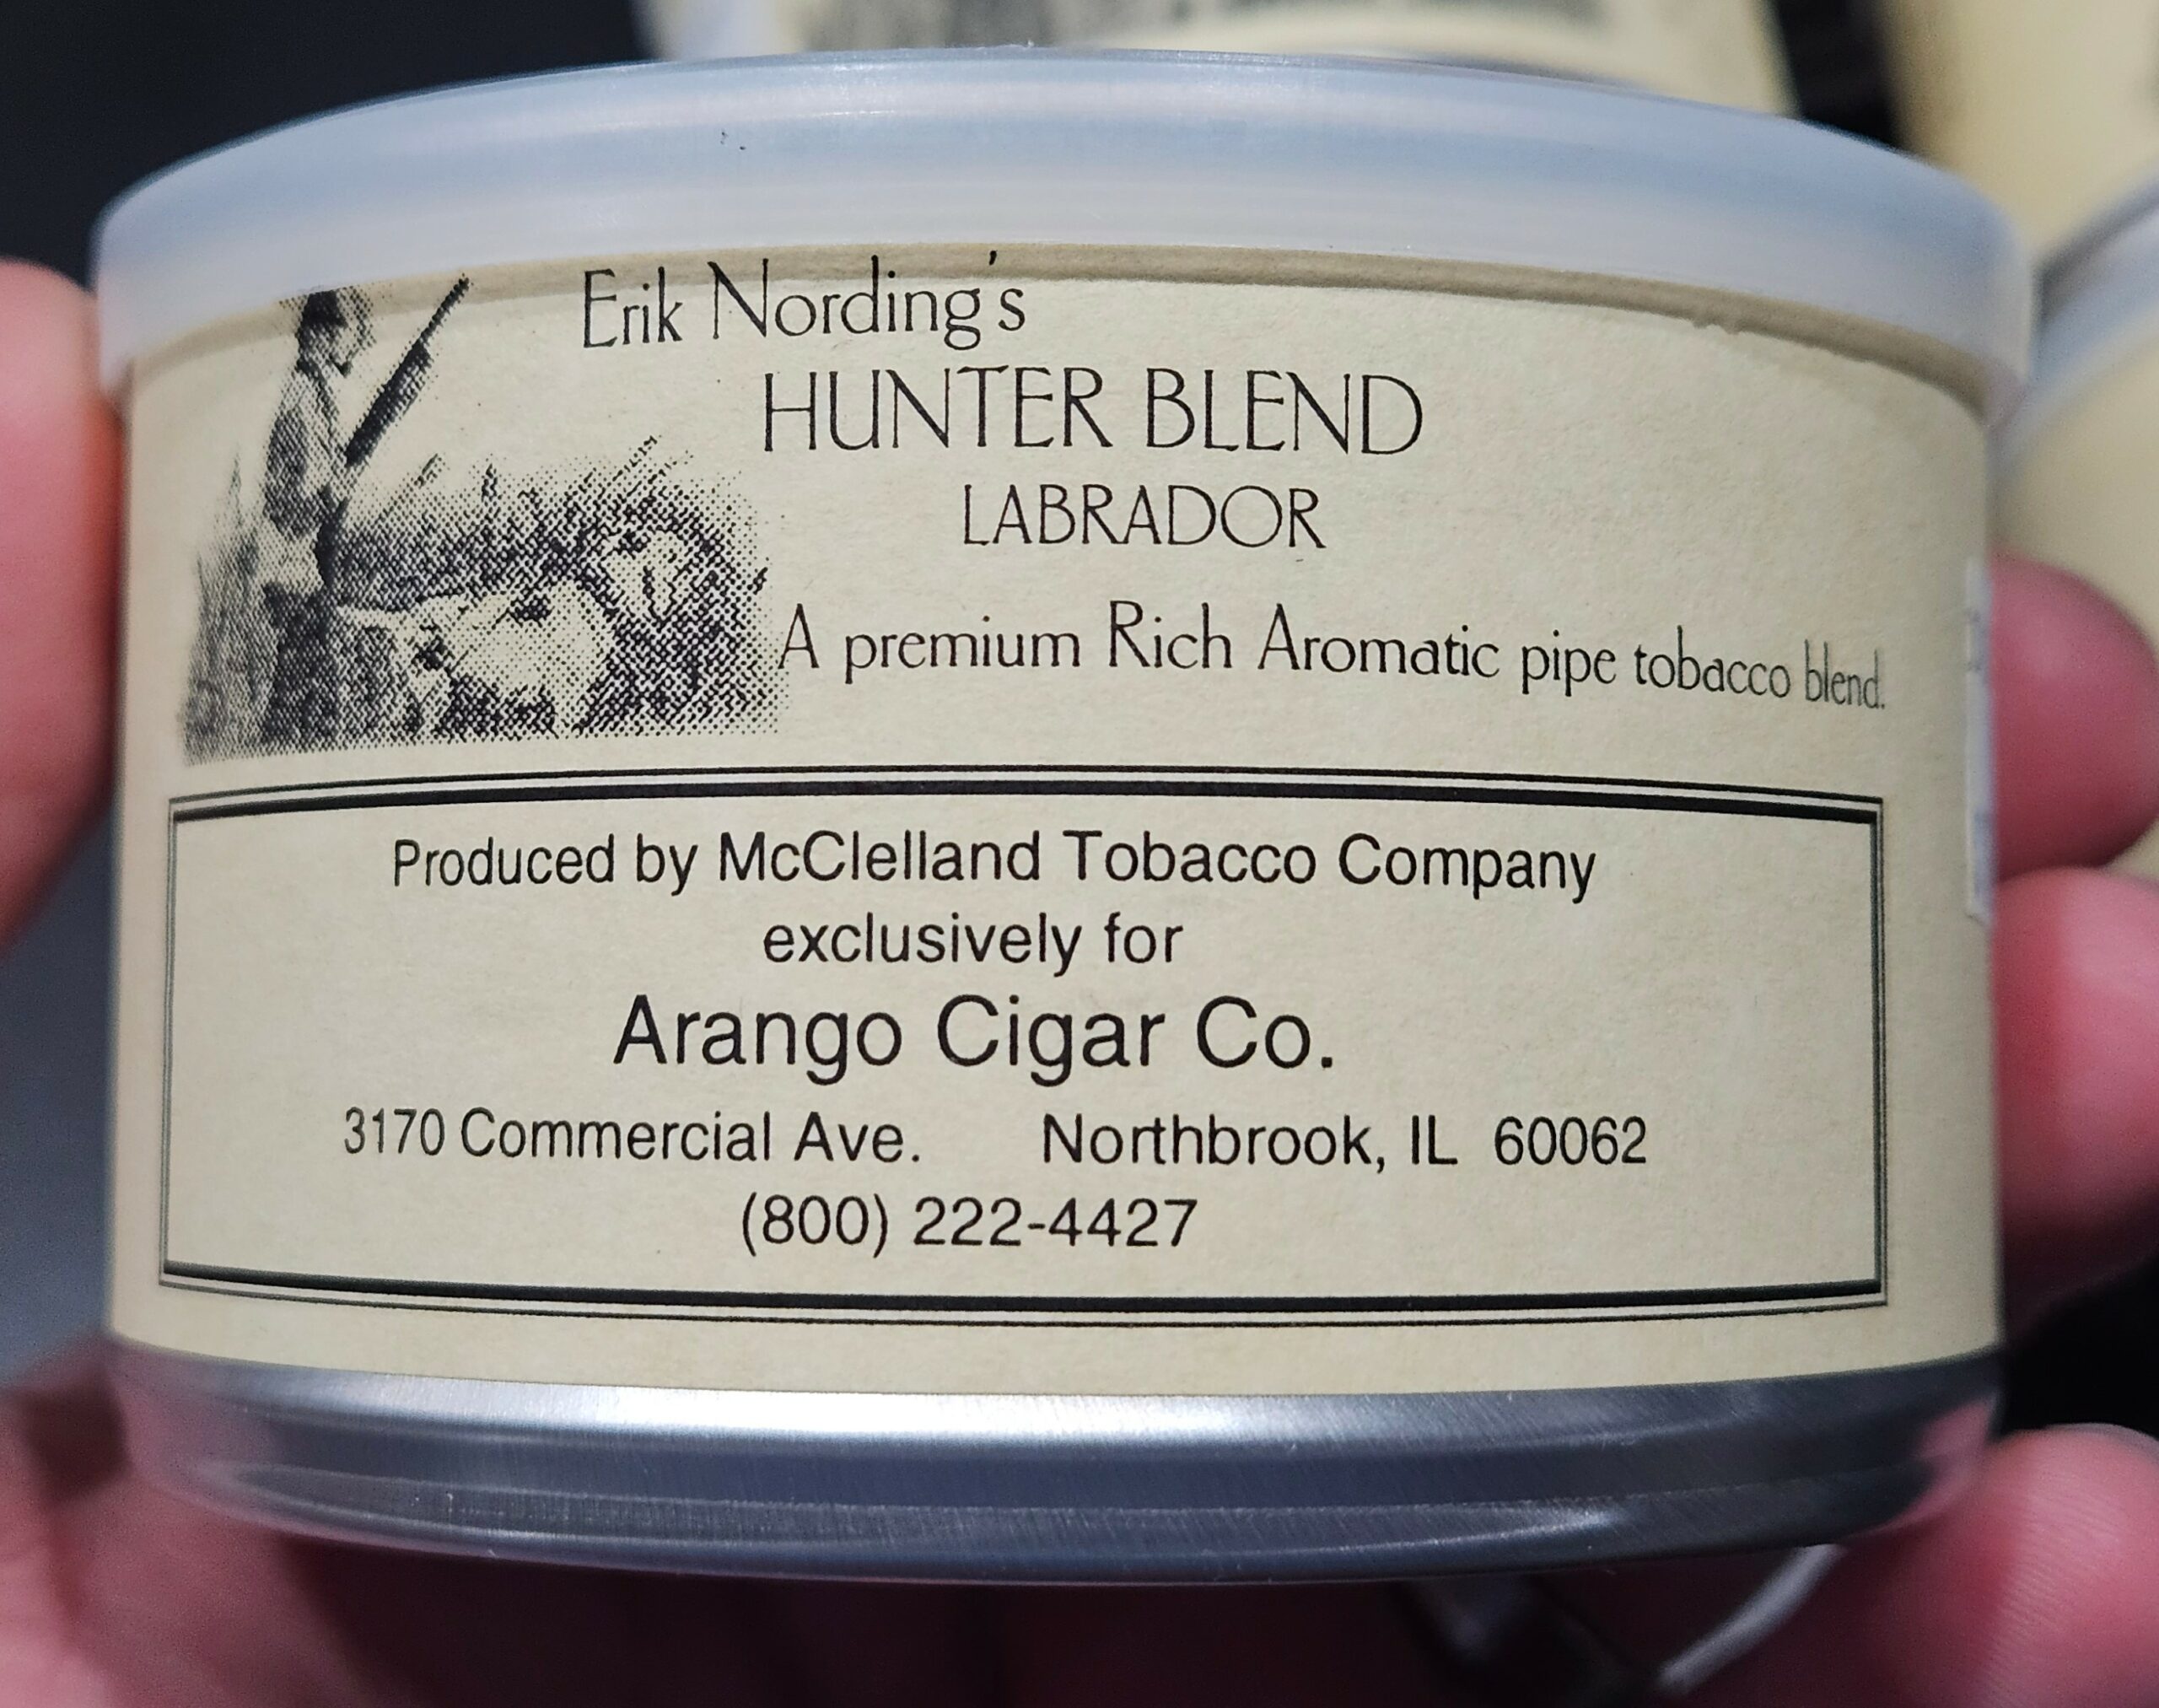 Erik Nording's
HUNTER BLEND
LABRADOR
A premium Rich Aromatic pipe tobacco blend.
Produced by McClelland Tobacco Company
exclusively for
Arango Cigar Co.
3170 Commercial Ave. Northbrook, IL 60062
(800) 222-4427